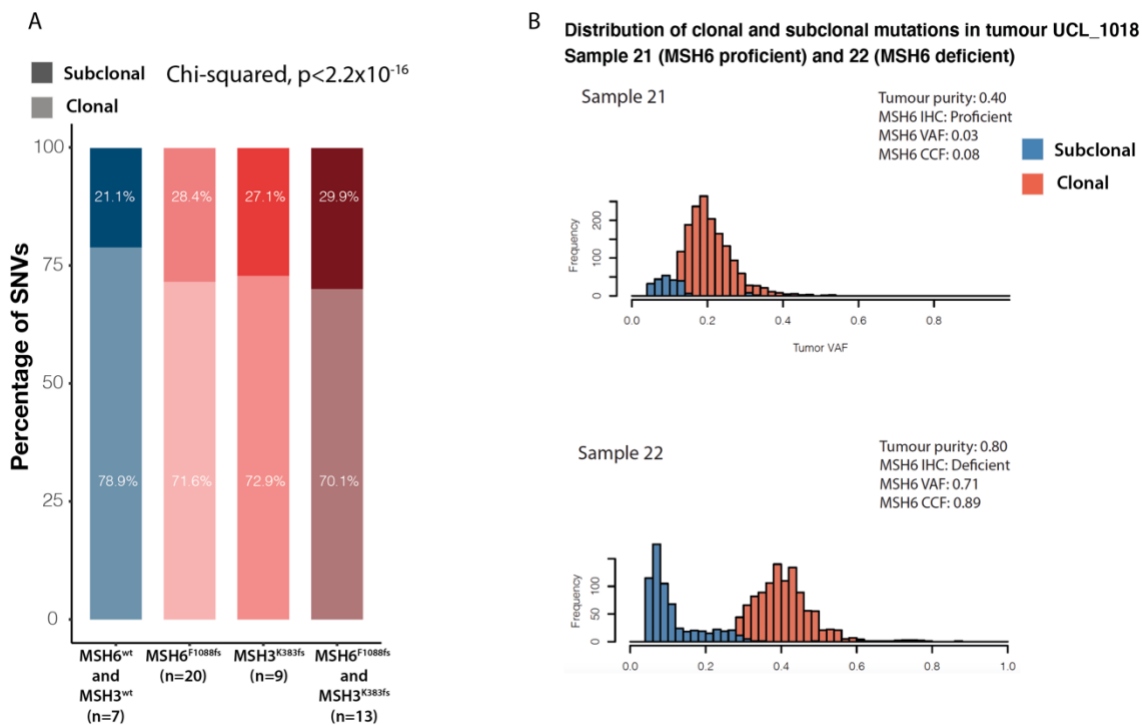 A
Subclonal
Clonal
Chi-squared, p<2.2x10⁻¹⁶
Percentage of SNVs
100
75
50
25
0
21.1%
28.4%
27.1%
29.9%
78.9%
71.6%
72.9%
70.1%
MSH6ʷᵗ
and
MSH3ʷᵗ
(n=7)
MSH6F1088fs
(n=20)
MSH3K383fs
(n=9)
MSH6F1088fs
and
MSH3K383fs
(n=13)
B
Distribution of clonal and subclonal mutations in tumour UCL_1018
Sample 21 (MSH6 proficient) and 22 (MSH6 deficient)
Sample 21
Tumour purity: 0.40
MSH6 IHC: Proficient
MSH6 VAF: 0.03
MSH6 CCF: 0.08
Subclonal
Clonal
Frequency
200
100
0
0.0 0.2 0.4 0.6 0.8
Tumor VAF
Sample 22
Tumour purity: 0.80
MSH6 IHC: Deficient
MSH6 VAF: 0.71
MSH6 CCF: 0.89
Frequency
100
50
0
0.0 0.2 0.4 0.6 0.8 1.0